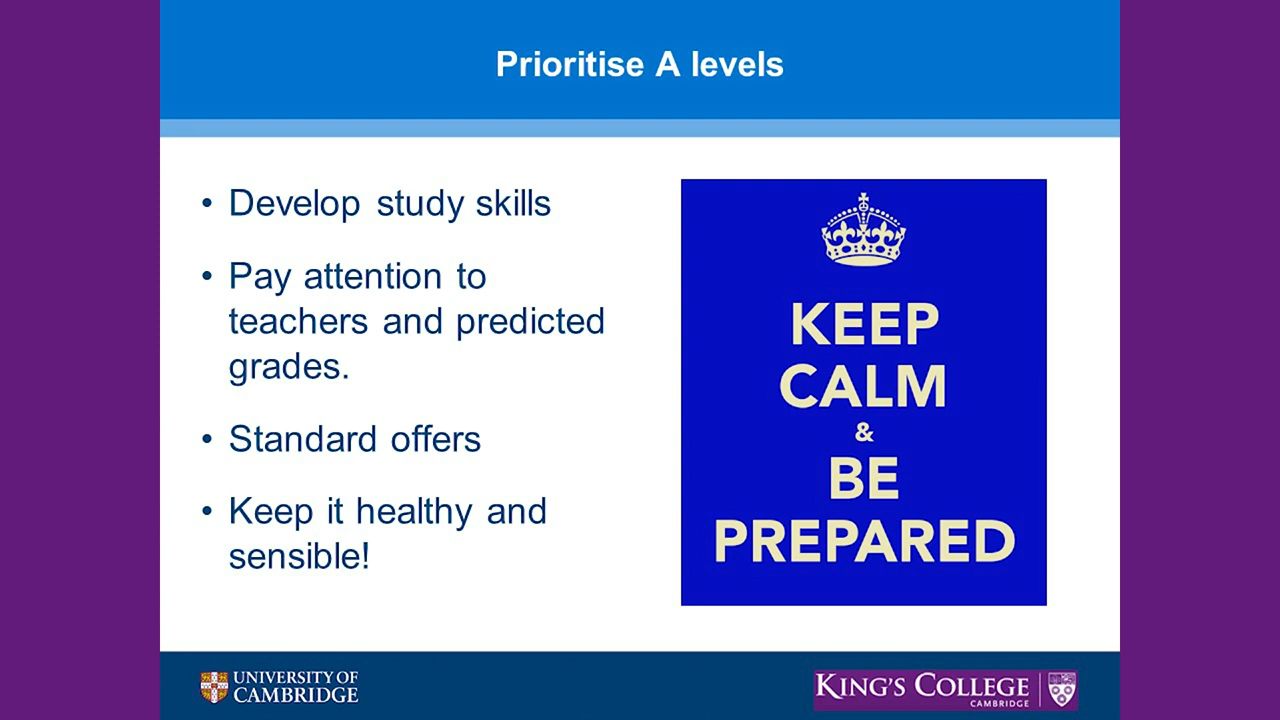 Prioritise A levels
• Develop study skills
• Pay attention to
teachers and predicted
grades.
• Standard offers
• Keep it healthy and
sensible!
KEEP
CALM
&
BE
PREPARED
UNIVERSITY OF
CAMBRIDGE
KING'S COLLEGE
CAMBRIDGE